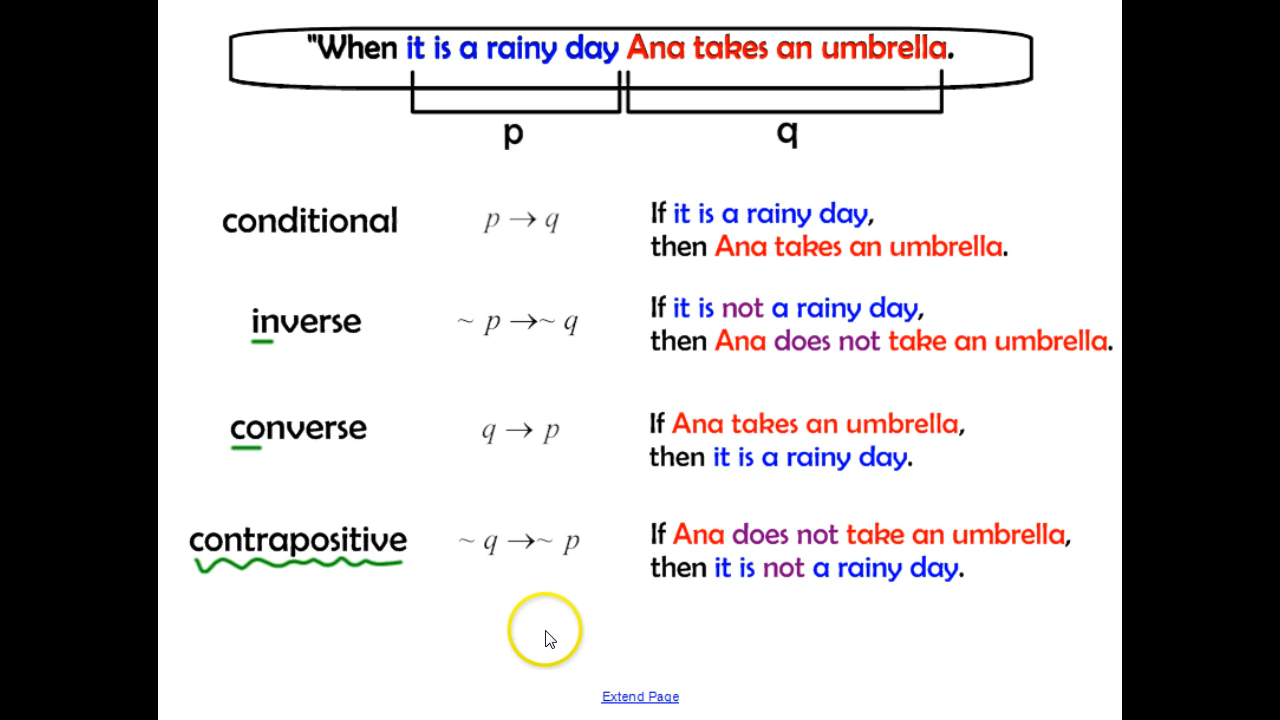 "When it is a rainy day Ana takes an umbrella.
p q
conditional p → q If it is a rainy day,
then Ana takes an umbrella.
inverse ~ p →~ q If it is not a rainy day,
then Ana does not take an umbrella.
converse q → p If Ana takes an umbrella,
then it is a rainy day.
contrapositive ~ q →~ p If Ana does not take an umbrella,
then it is not a rainy day.
Extend Page